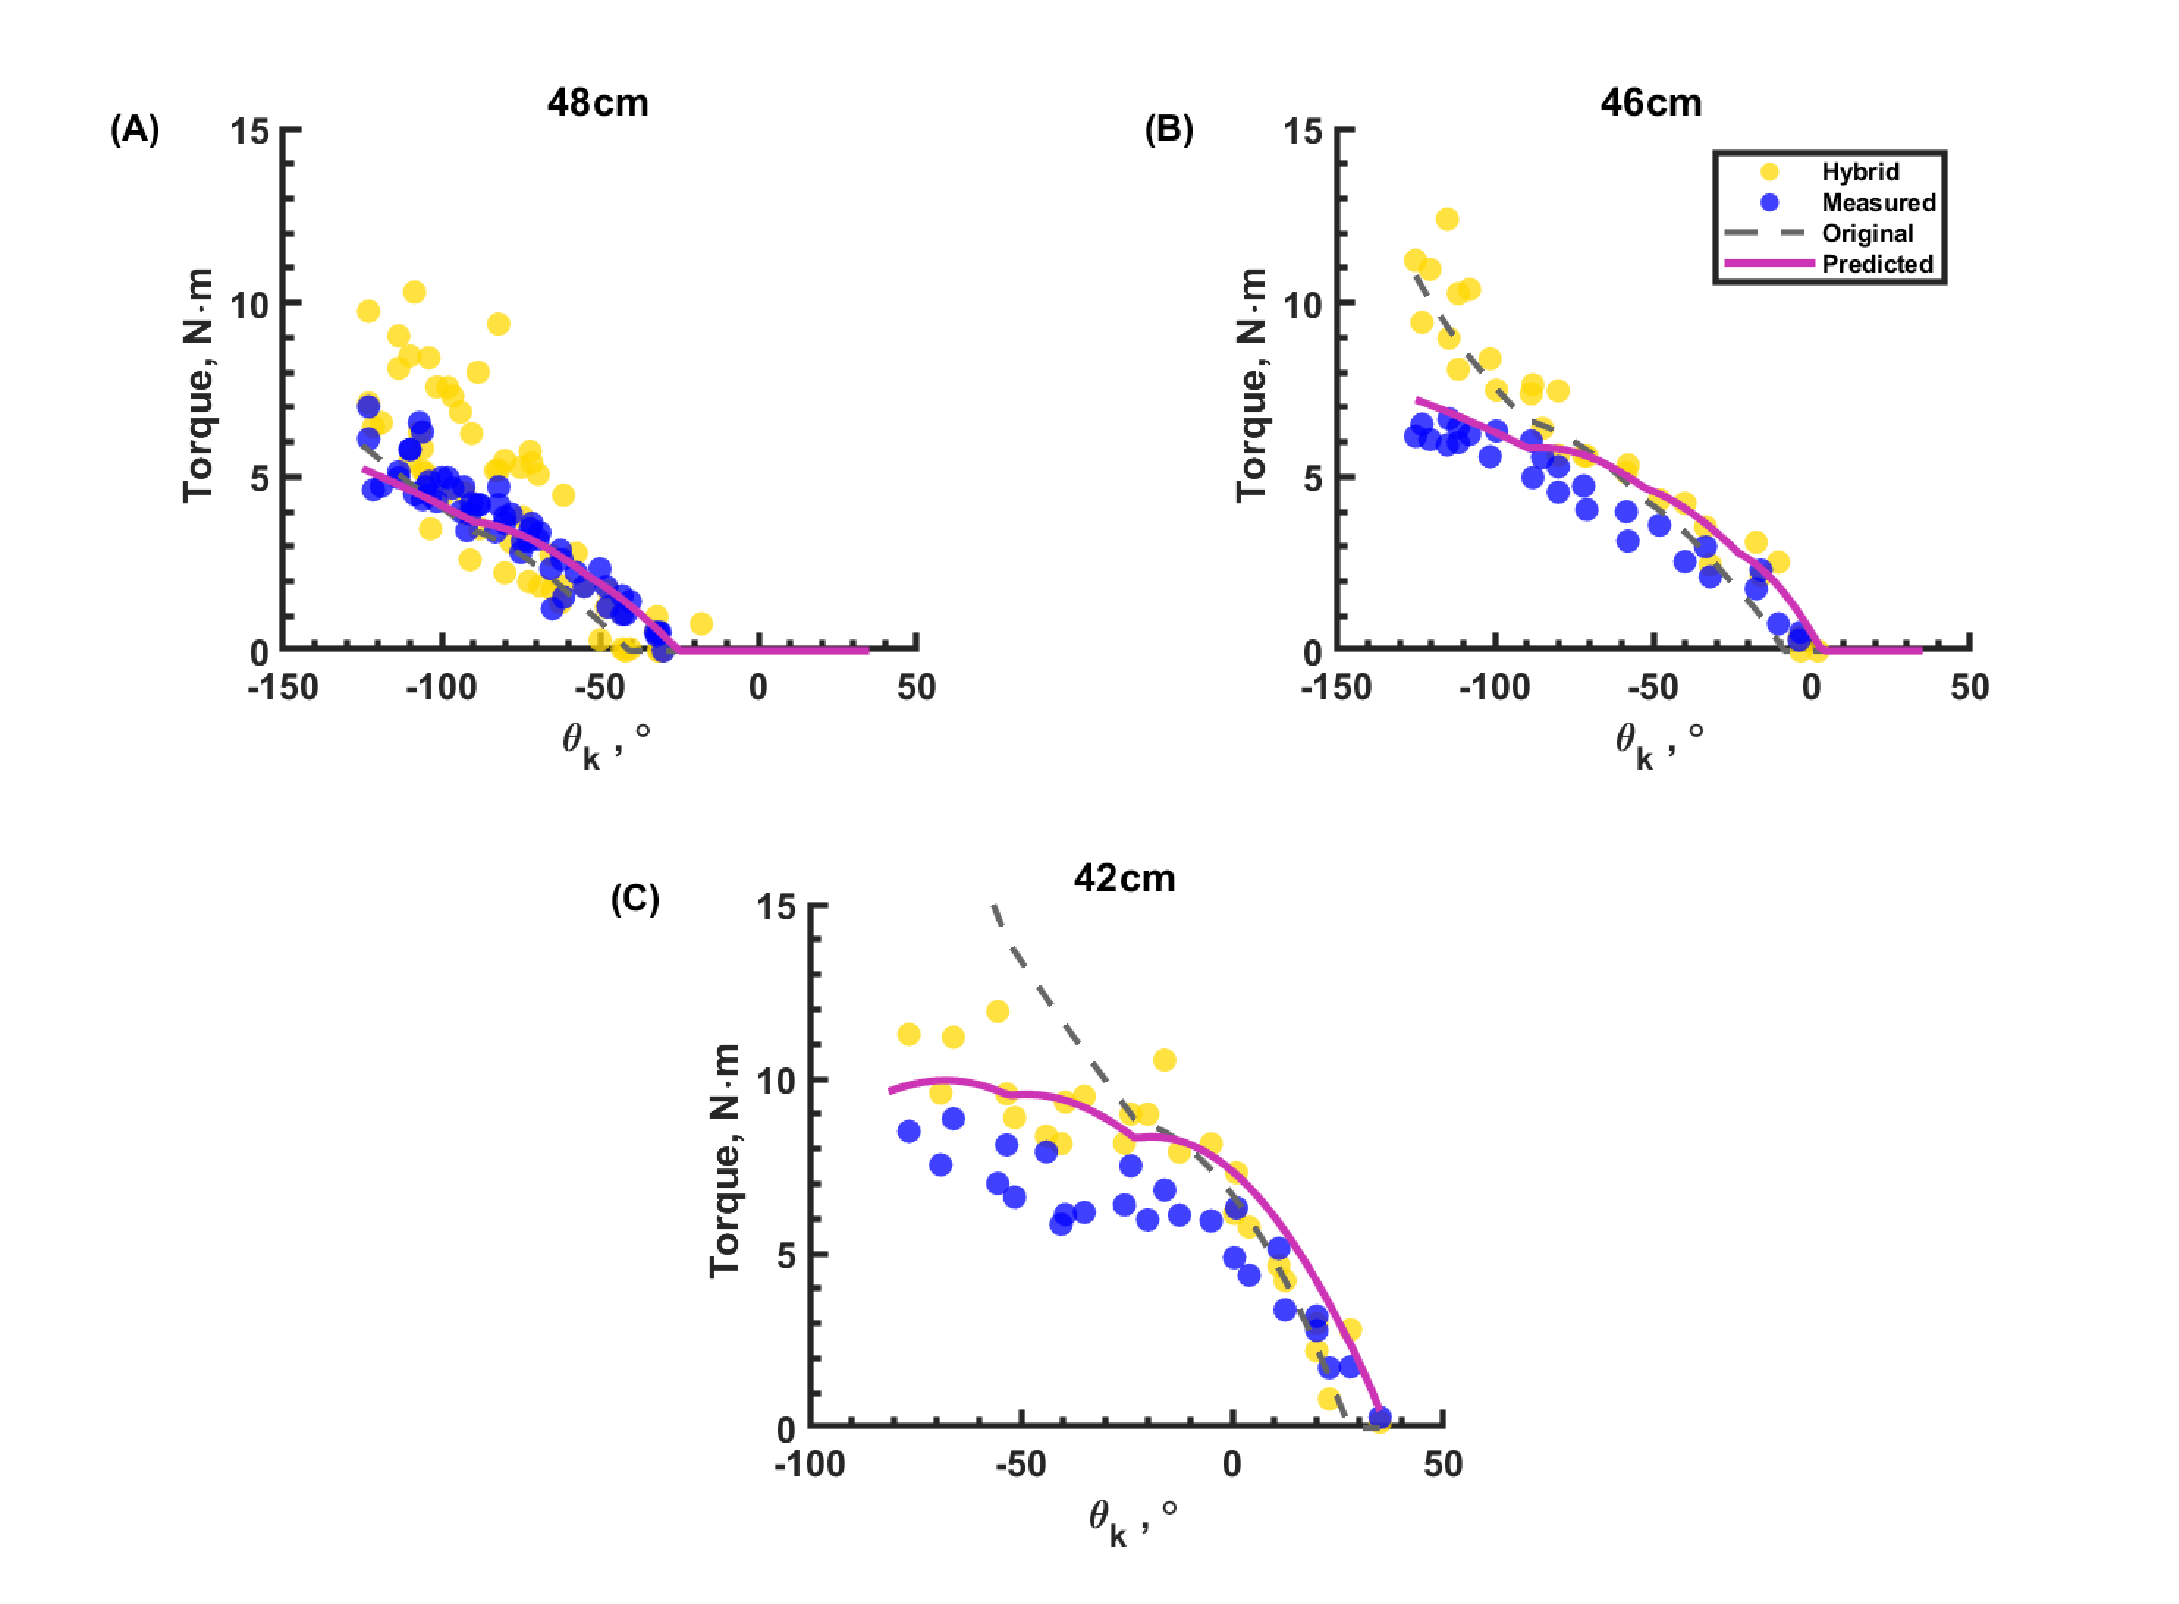 (A)
48cm
15
10
5
0
-150
-100
-50
0
50
Torque, N·m
θk , °
(B)
46cm
15
10
5
0
-150
-100
-50
0
50
Torque, N·m
θk , °
Hybrid
Measured
Original
Predicted
(C)
42cm
15
10
5
0
-100
-50
0
50
Torque, N·m
θk , °